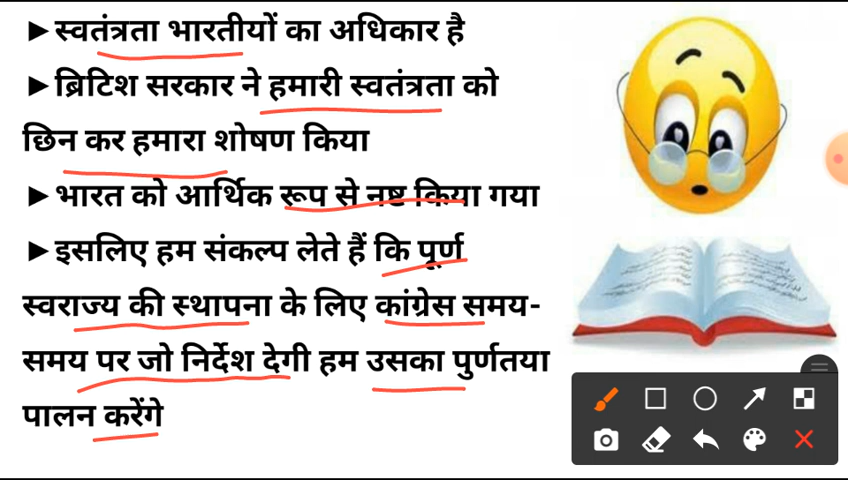 ►स्वतंत्रता भारतीयों का अधिकार है
►ब्रिटिश सरकार ने हमारी स्वतंत्रता को
छिन कर हमारा शोषण किया
►भारत को आर्थिक रूप से नष्ट किया गया
►इसलिए हम संकल्प लेते हैं कि पूर्ण
स्वराज्य की स्थापना के लिए कांग्रेस समय-
समय पर जो निर्देश देगी हम उसका पुर्णतया
पालन करेंगे